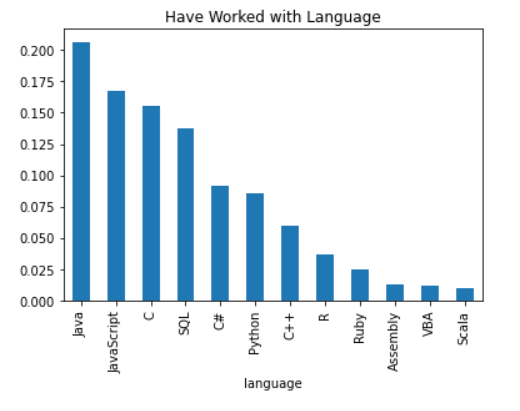 Have Worked with Language
0.200
0.175
0.150
0.125
0.100
0.075
0.050
0.025
0.000
Java
JavaScript
C
SQL
C#
Python
C++
R
Ruby
Assembly
VBA
Scala
language